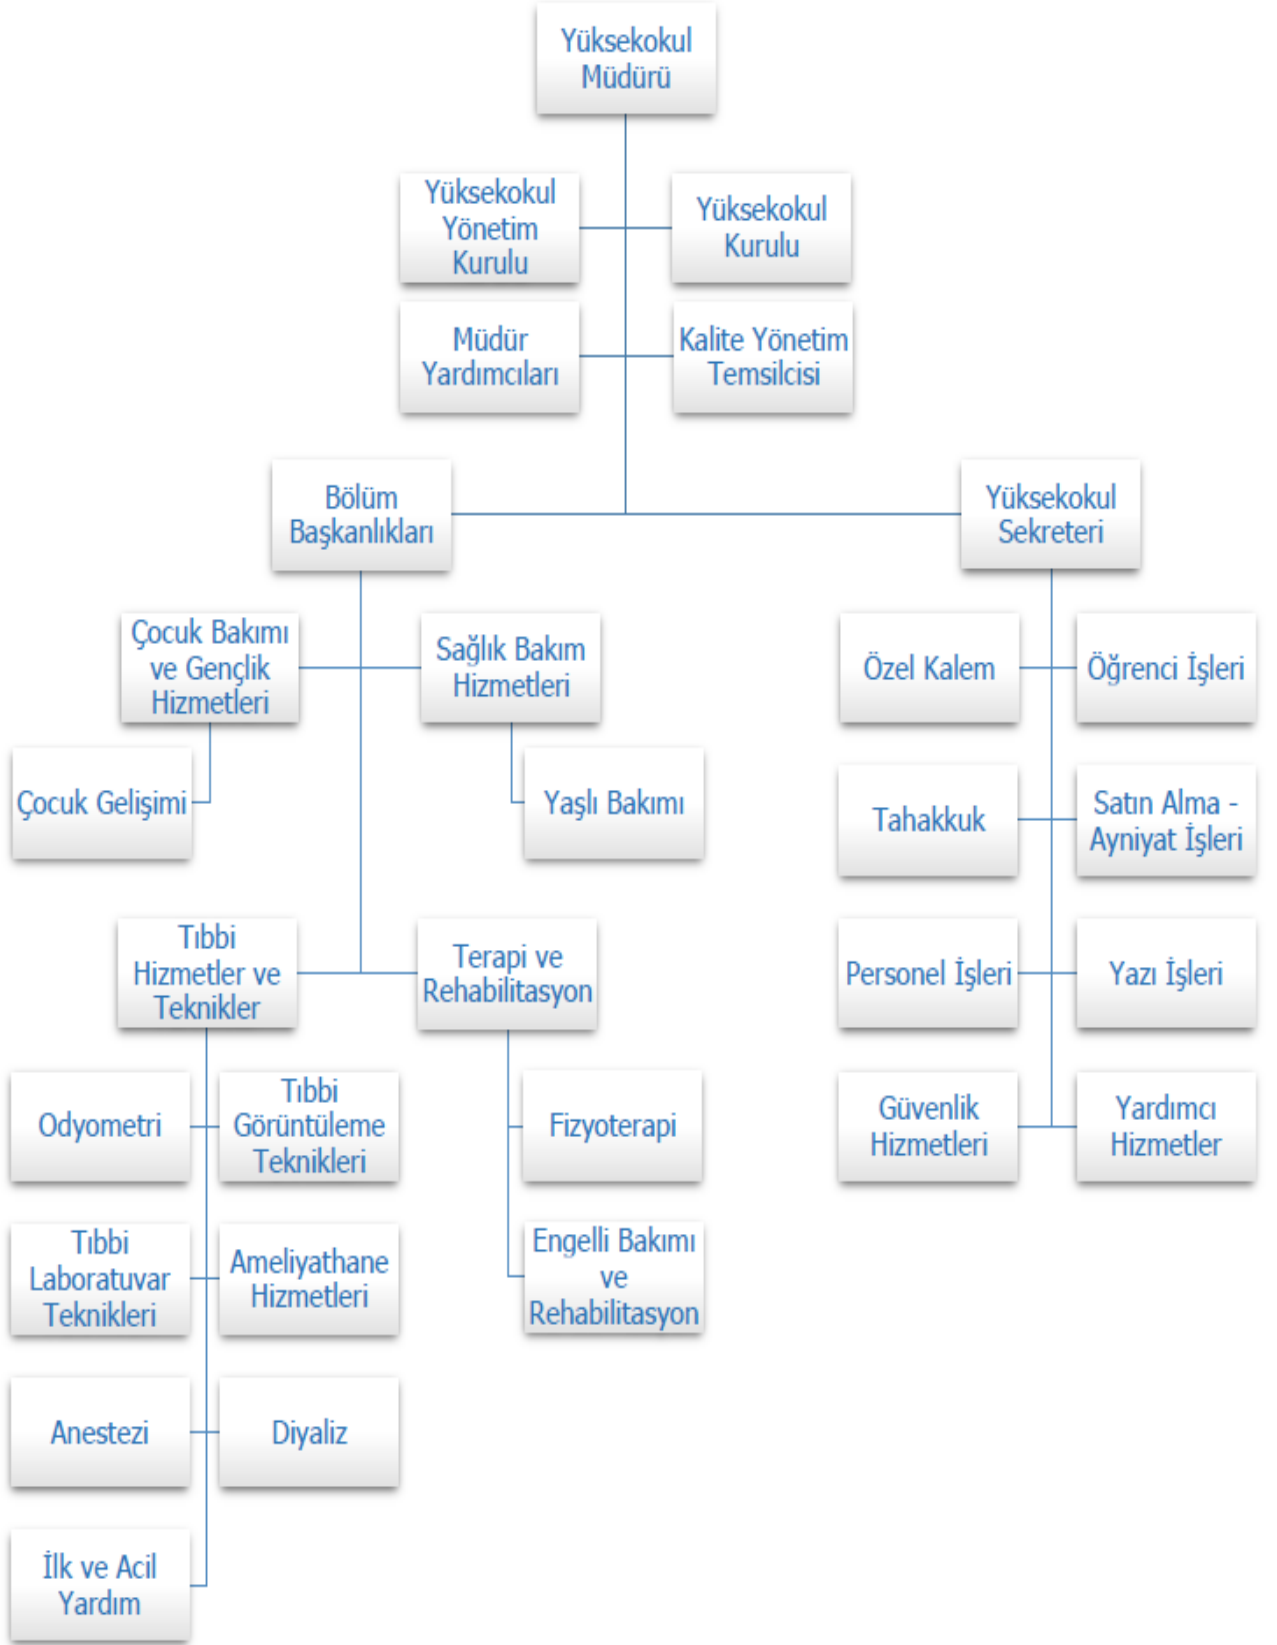 Yüksekokul
Müdürü
Yüksekokul
Yönetim
Kurulu
Yüksekokul
Kurulu
Müdür
Yardımcıları
Kalite Yönetim
Temsilcisi
Bölüm
Başkanlıkları
Yüksekokul
Sekreteri
Çocuk Bakımı
ve Gençlik
Hizmetleri
Sağlık Bakım
Hizmetleri
Özel Kalem
Öğrenci İşleri
Çocuk Gelişimi
Yaşlı Bakımı
Tahakkuk
Satın Alma -
Ayniyat İşleri
Tıbbi
Hizmetler ve
Teknikler
Terapi ve
Rehabilitasyon
Personel İşleri
Yazı İşleri
Odyometri
Tıbbi
Görüntüleme
Teknikleri
Fizyoterapi
Güvenlik
Hizmetleri
Yardımcı
Hizmetler
Tıbbi
Laboratuvar
Teknikleri
Ameliyathane
Hizmetleri
Engelli Bakımı
ve
Rehabilitasyon
Anestezi
Diyaliz
İlk ve Acil
Yardım